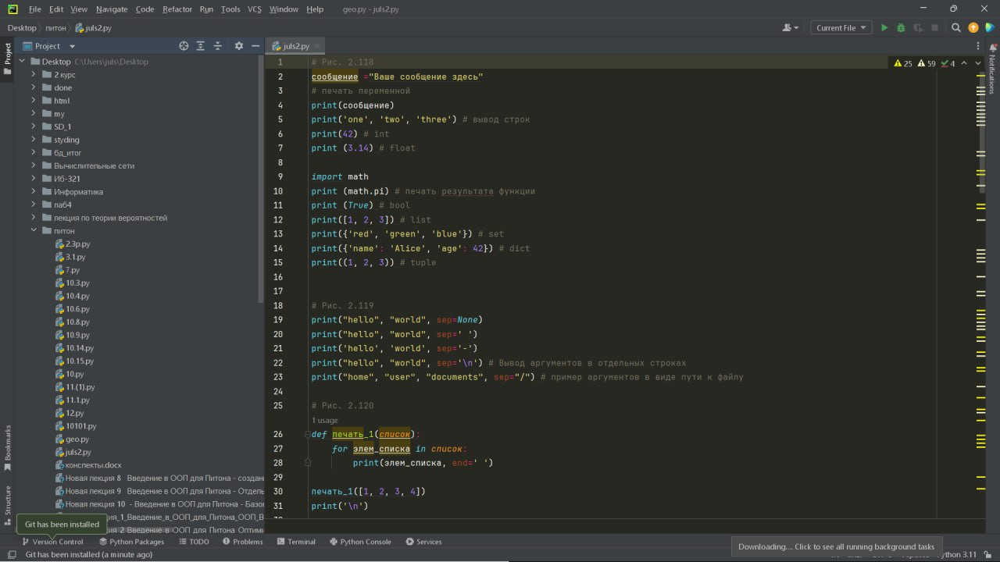 File Edit View Navigate Code Refactor Run Tools VCS Window Help geo.py - juls2.py
Desktop питон juls2.py Current File
Project juls2.py
Project
Notifications
Bookmarks
Structure
Desktop C:\Users\juls\Desktop
2 курс
done
html
my
SD_1
styding
бд_итог
Вычислительные сети
Иб-321
Информатика
лаб4
лекция по теории вероятностей
питон
2.3p.py
3.1.py
7.py
10.3.py
10.4.py
10.6.py
10.8.py
10.9.py
10.14.py
10.15.py
10.py
11.(1).py
11.1.py
12.py
10101.py
geo.py
juls2.py
конспекты.docx
Новая лекция 8 Введение в ООП для Питона - создани
Новая лекция 9 Введение в ООП для Питона - Отдель
Новая лекция 10 - Введение в ООП для Питона - Базо
ия_1_Введение_в_ООП_для_Питона_ООП_В
ия 2 Введение_в_ООП для_Питона Оптими
25 59 4
1 # Рис. 2.118
2 сообщение ="Ваше сообщение здесь"
3 # печать переменной
4 print(сообщение)
5 print('one', 'two', 'three') # вывод строк
6 print(42) # int
7 print (3.14) # float
8
9 import math
10 print (math.pi) # печать результата функции
11 print (True) # bool
12 print([1, 2, 3]) # list
13 print({'red', 'green', 'blue'}) # set
14 print({'name': 'Alice', 'age': 42}) # dict
15 print((1, 2, 3)) # tuple
16
17
18 # Рис. 2.119
19 print("hello", "world", sep=None)
20 print("hello", "world", sep=' ')
21 print('hello', 'world', sep='-')
22 print("hello", "world", sep='\n') # Вывод аргументов в отдельных строках
23 print("home", "user", "documents", sep="/") # пример аргументов в виде пути к файлу
24
25 # Рис. 2.120
1 usage
26 def печать_1(список):
27 for элем_списка in список:
28 print(элем_списка, end=' ')
29
30 печать_1([1, 2, 3, 4])
31 print('\n')
Git has been installed
Version Control Python Packages TODO Problems Terminal Python Console Services
Downloading.... Click to see all running background tasks
Git has been installed (a minute ago) ython 3.11